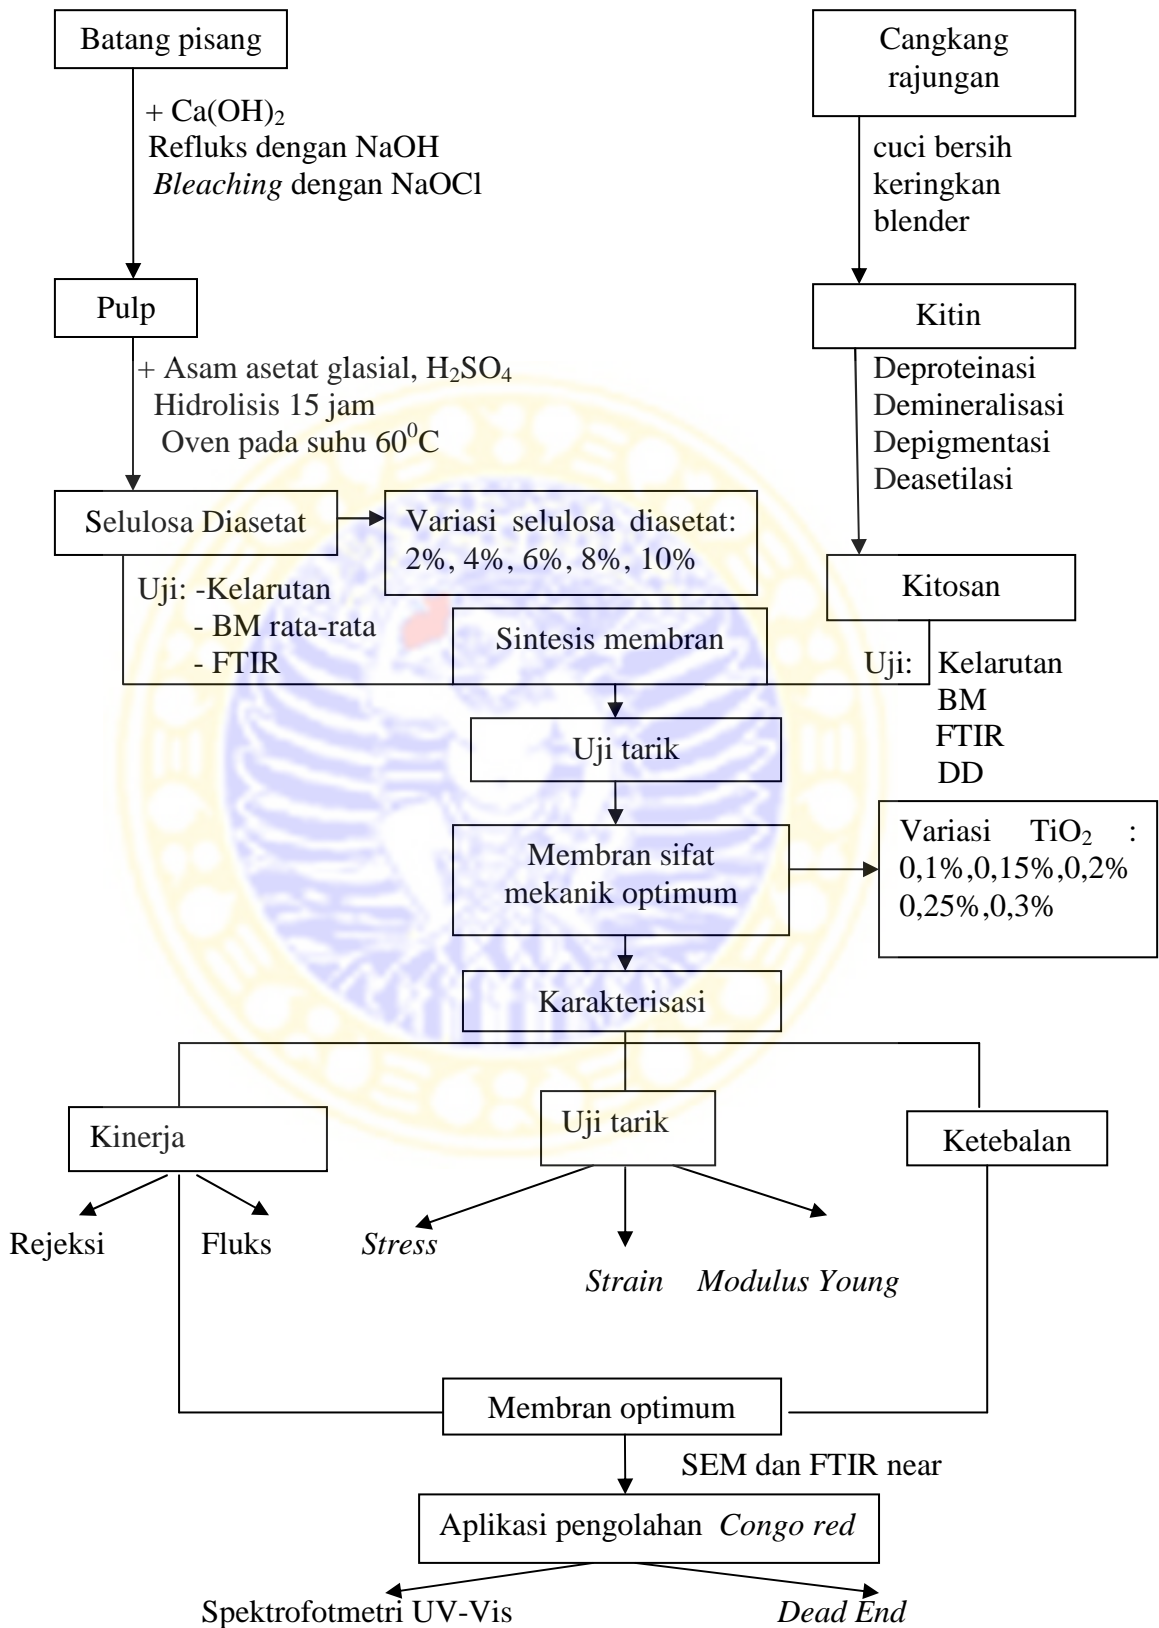 Batang pisang
+ Ca(OH)₂
Refluks dengan NaOH
Bleaching dengan NaOCl
Pulp
+ Asam asetat glasial, H₂SO₄
Hidrolisis 15 jam
Oven pada suhu 60⁰C
Selulosa Diasetat
Variasi selulosa diasetat:
2%, 4%, 6%, 8%, 10%
Uji: -Kelarutan
- BM rata-rata
- FTIR
Cangkang
rajungan
cuci bersih
keringkan
blender
Kitin
Deproteinasi
Demineralisasi
Depigmentasi
Deasetilasi
Kitosan
Uji: Kelarutan
BM
FTIR
DD
Sintesis membran
Uji tarik
Membran sifat
mekanik optimum
Variasi TiO₂ :
0,1%,0,15%,0,2%
0,25%,0,3%
Karakterisasi
Kinerja
Uji tarik
Ketebalan
Rejeksi
Fluks
Stress
Strain
Modulus Young
Membran optimum
SEM dan FTIR near
Aplikasi pengolahan Congo red
Spektrofotmetri UV-Vis
Dead End